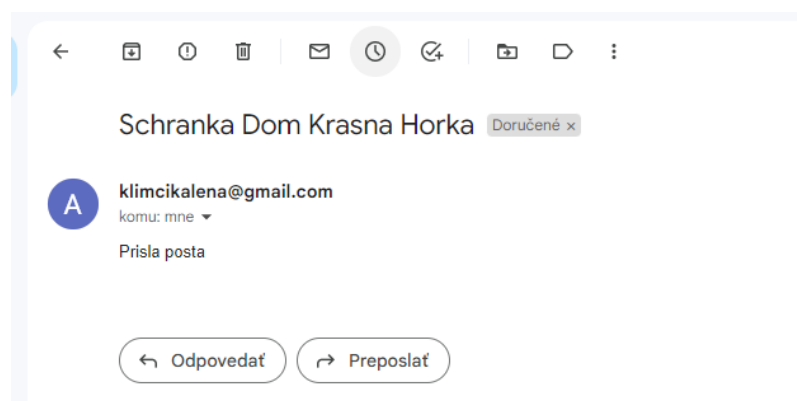 Schranka Dom Krasna Horka Doručené ×
A
klimcikalena@gmail.com
komu: mne
Prisla posta
Odpovedať Preposlať